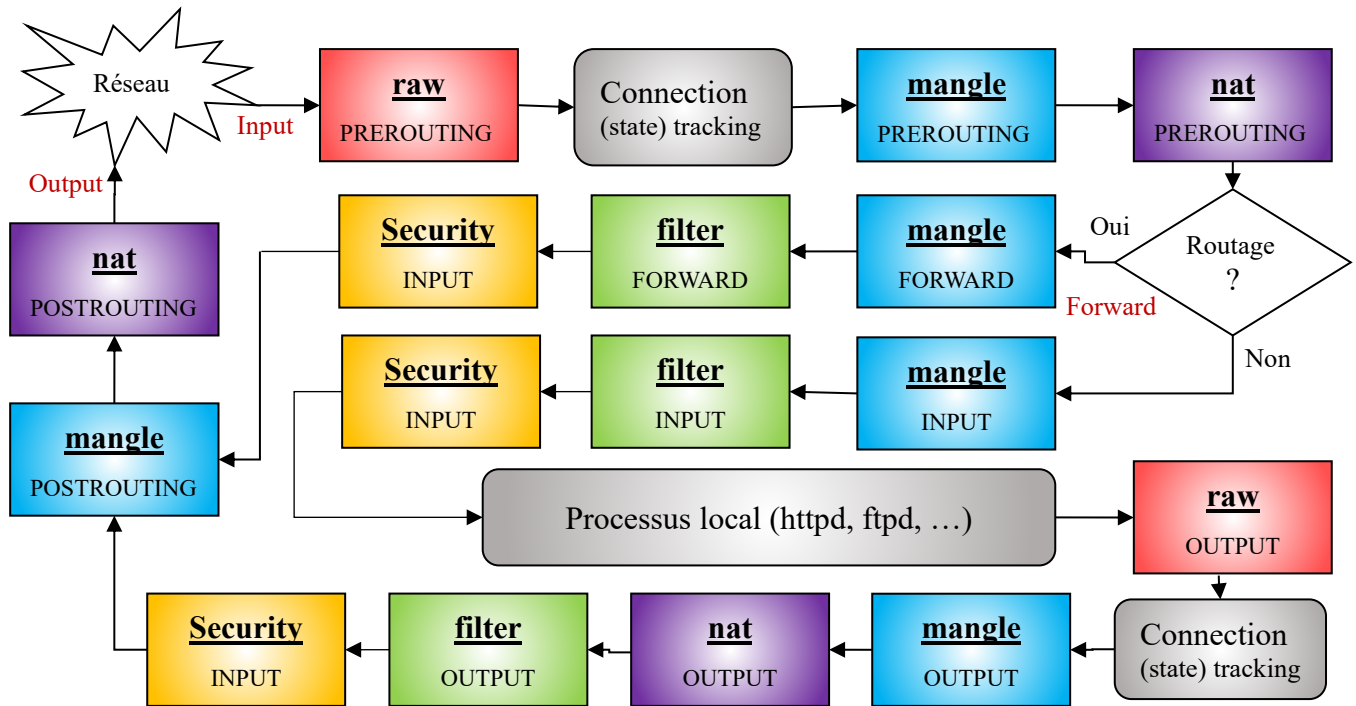 Réseau
Input
raw
PREROUTING
Connection
(state) tracking
mangle
PREROUTING
nat
PREROUTING
Output
nat
POSTROUTING
Security
INPUT
filter
FORWARD
mangle
FORWARD
Oui
Forward
Routage
?
Non
Security
INPUT
filter
INPUT
mangle
INPUT
mangle
POSTROUTING
Processus local (httpd, ftpd, …)
raw
OUTPUT
Security
INPUT
filter
OUTPUT
nat
OUTPUT
mangle
OUTPUT
Connection
(state) tracking